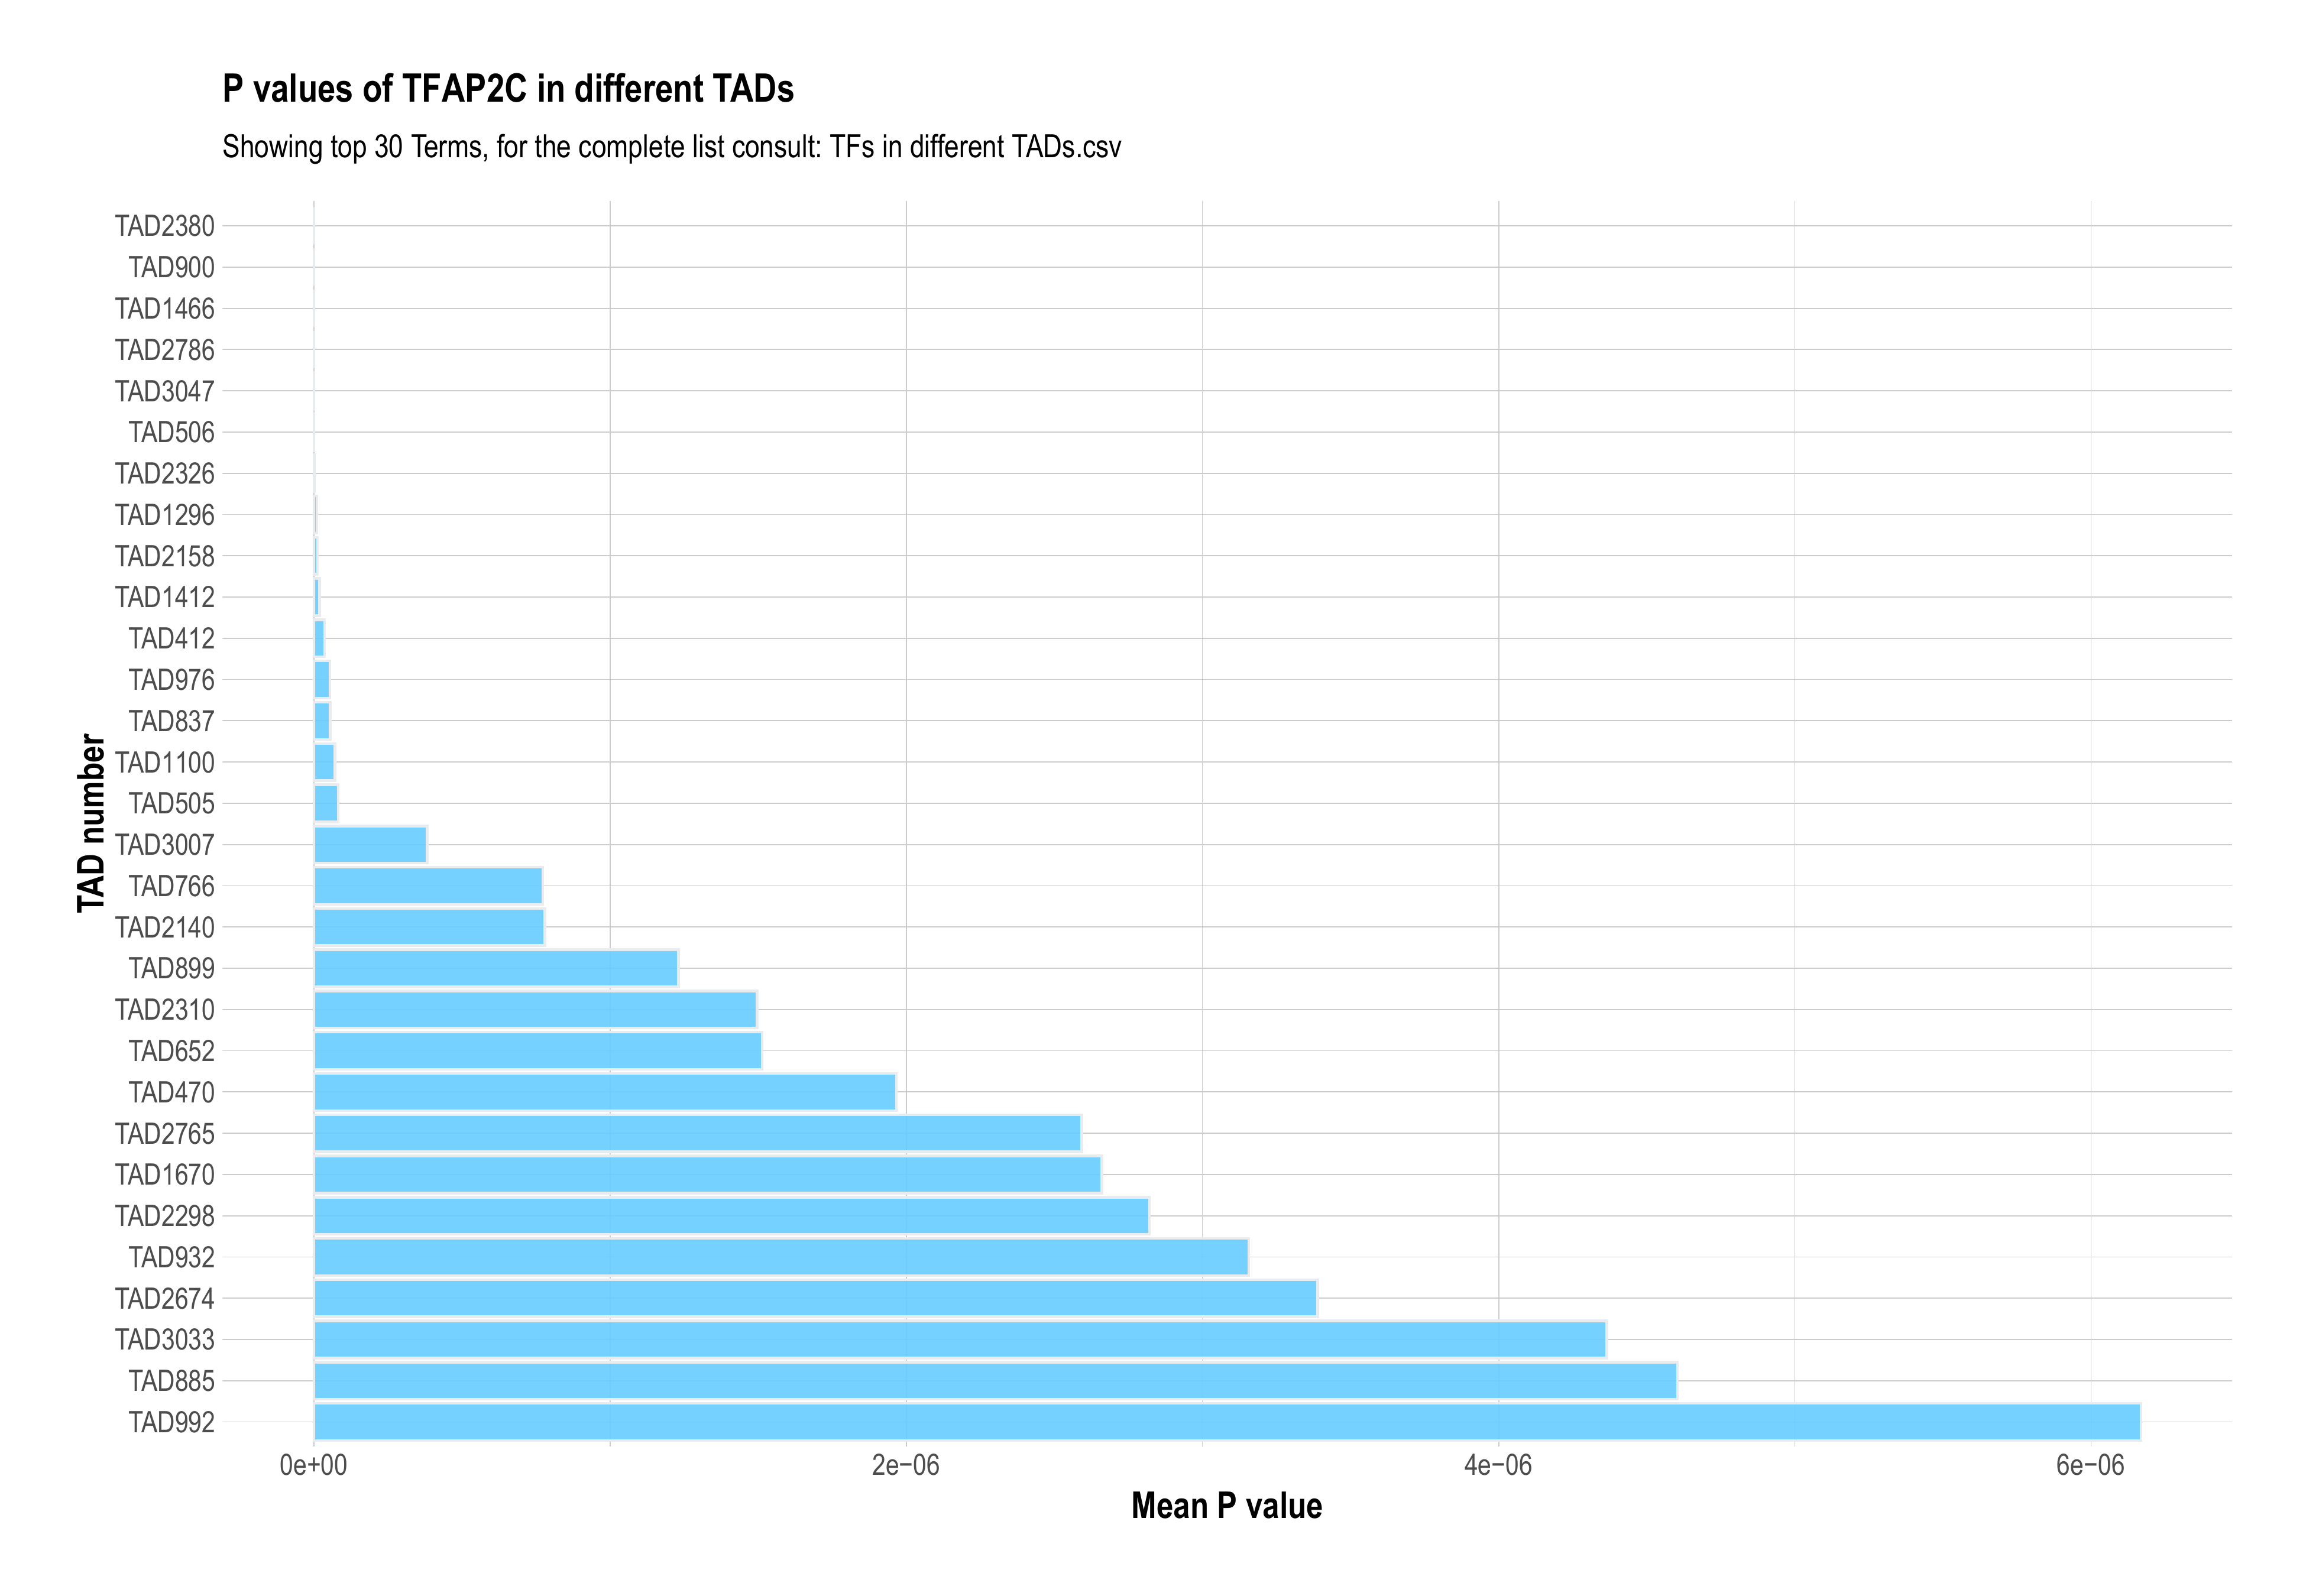 P values of TFAP2C in different TADs
Showing top 30 Terms, for the complete list consult: TFs in different TADs.csv
TAD number
TAD2380
TAD900
TAD1466
TAD2786
TAD3047
TAD506
TAD2326
TAD1296
TAD2158
TAD1412
TAD412
TAD976
TAD837
TAD1100
TAD505
TAD3007
TAD766
TAD2140
TAD899
TAD2310
TAD652
TAD470
TAD2765
TAD1670
TAD2298
TAD932
TAD2674
TAD3033
TAD885
TAD992
0e+00 2e−06 4e−06 6e−06
Mean P value